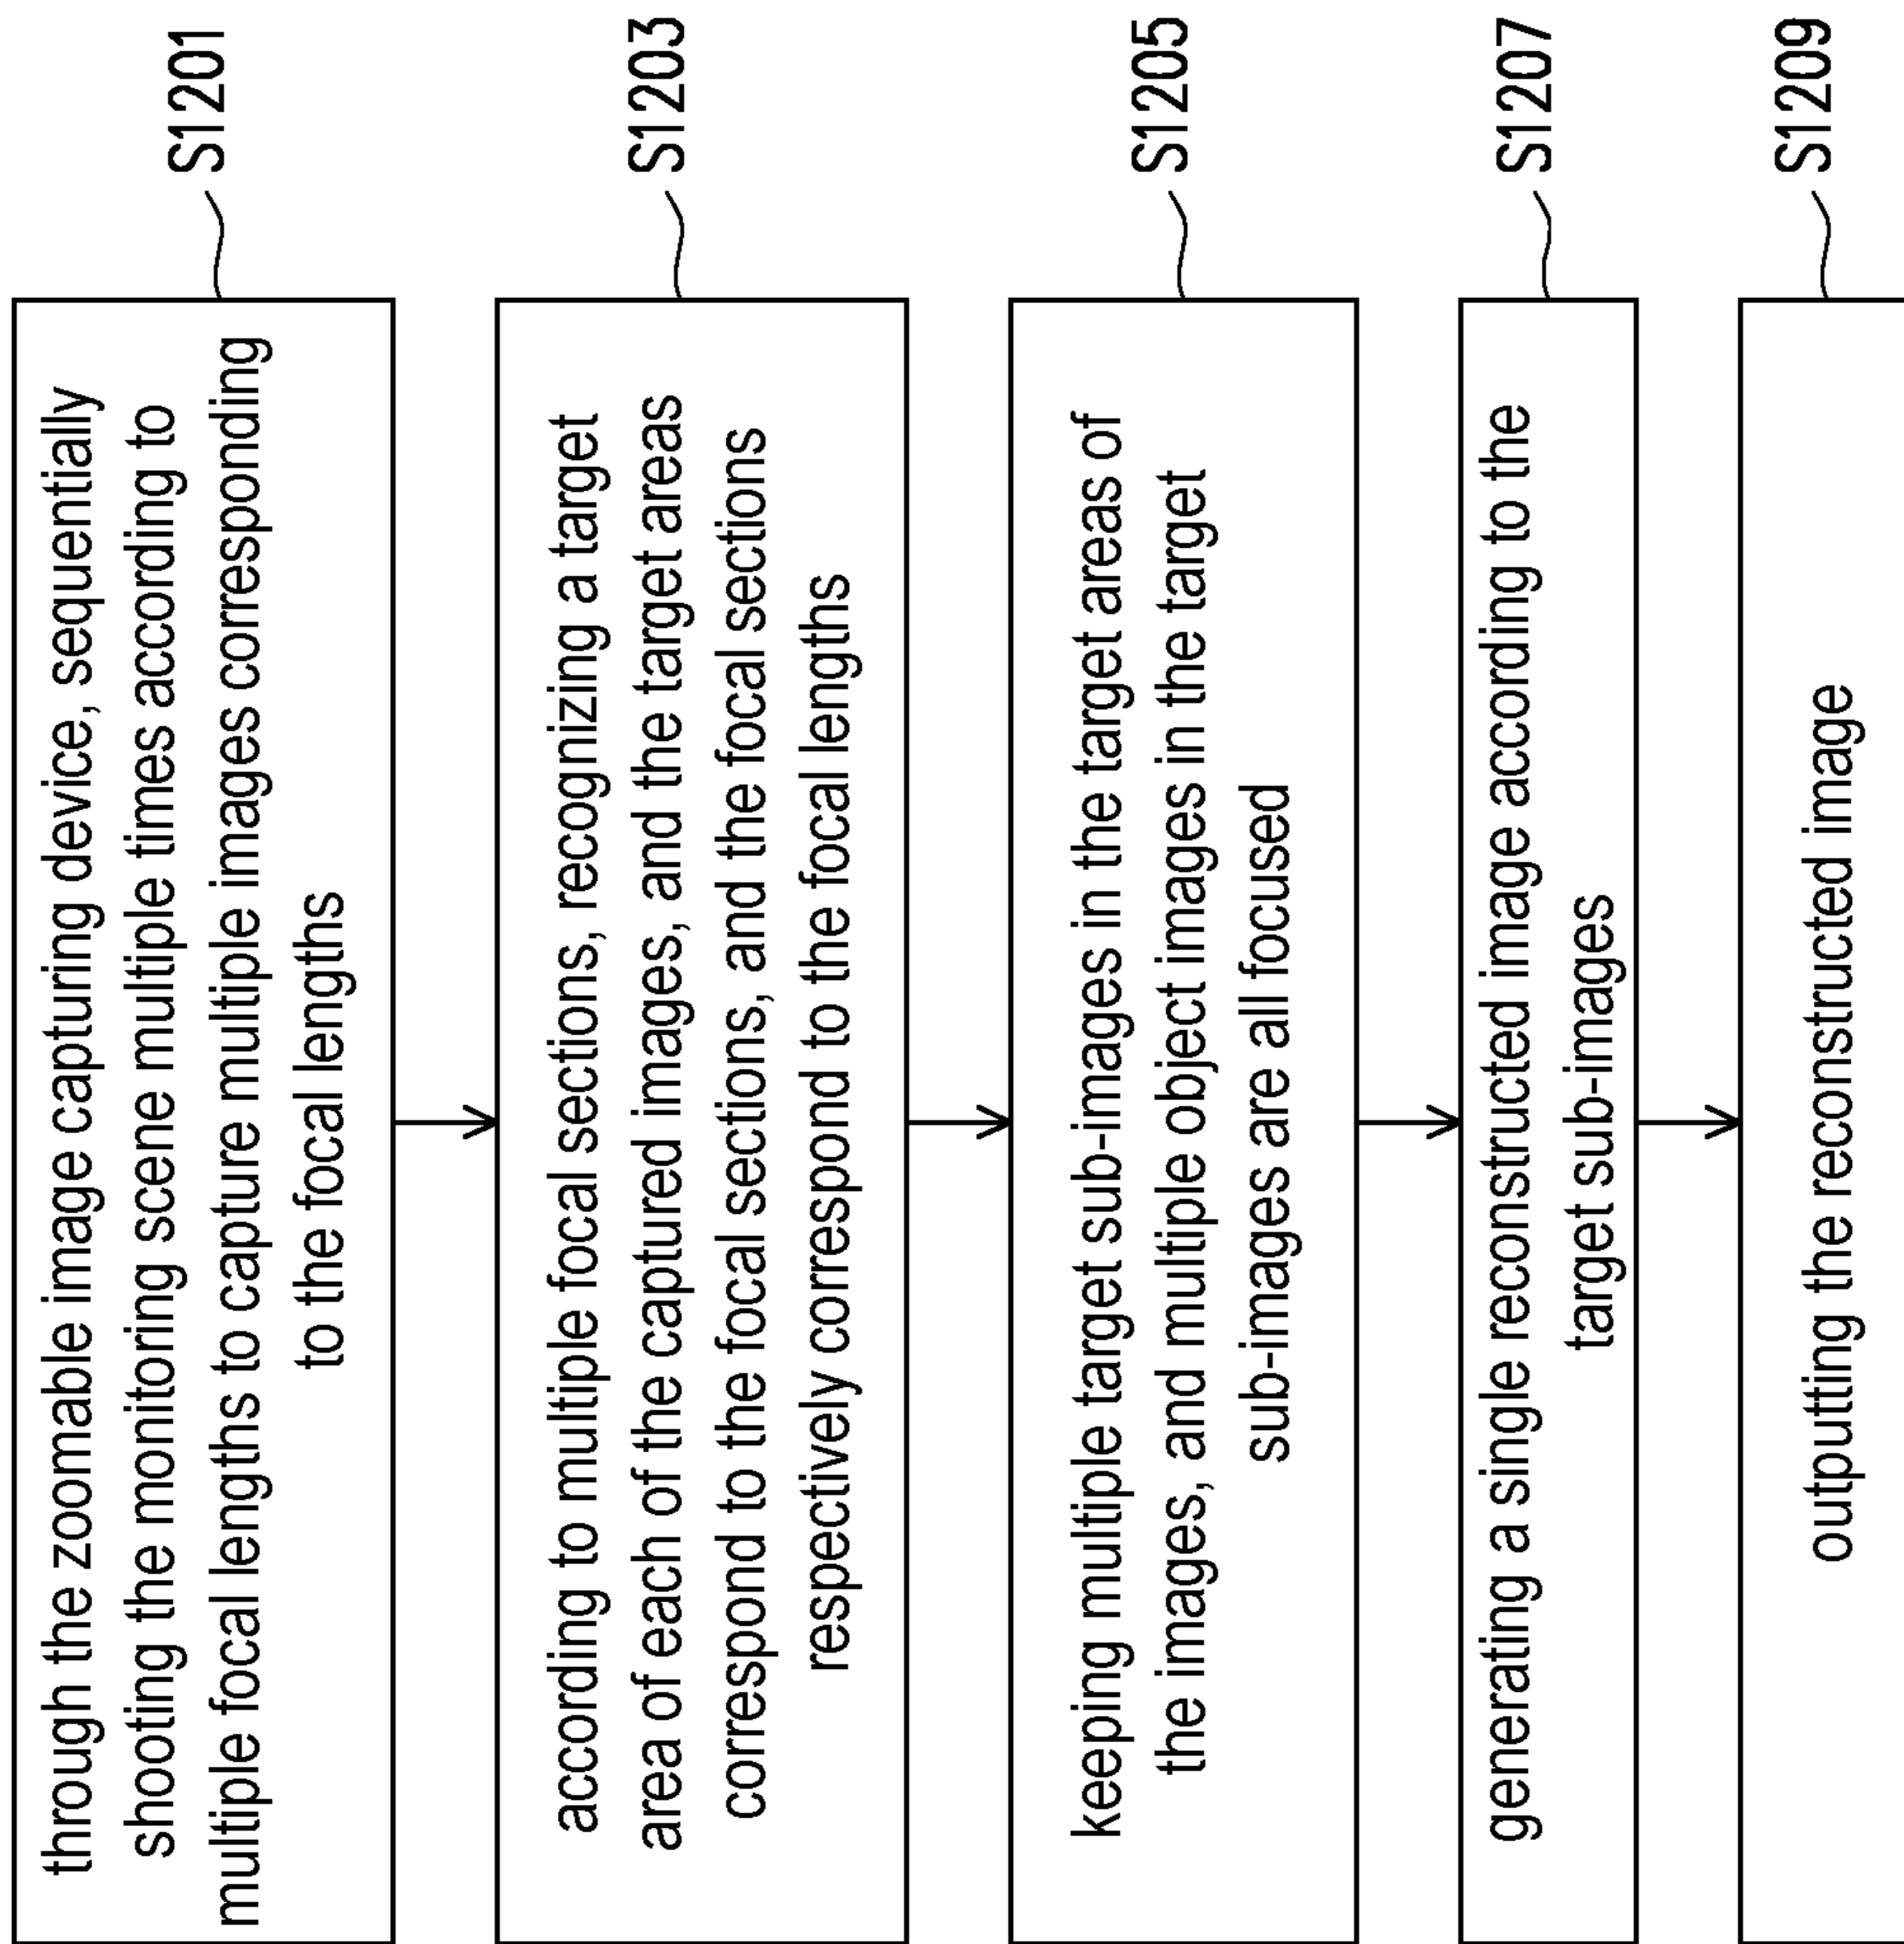 through the zoomable image capturing device, sequentially
shooting the monitoring scene multiple times according to
multiple focal lengths to capture multiple images corresponding
to the focal lengths
S1201
according to multiple focal sections, recognizing a target
area of each of the captured images, and the target areas
correspond to the focal sections, and the focal sections
respectively correspond to the focal lengths
S1203
keeping multiple target sub-images in the target areas of
the images, and multiple object images in the target
sub-images are all focused
S1205
generating a single reconstructed image according to the
target sub-images
S1207
outputting the reconstructed image
S1209